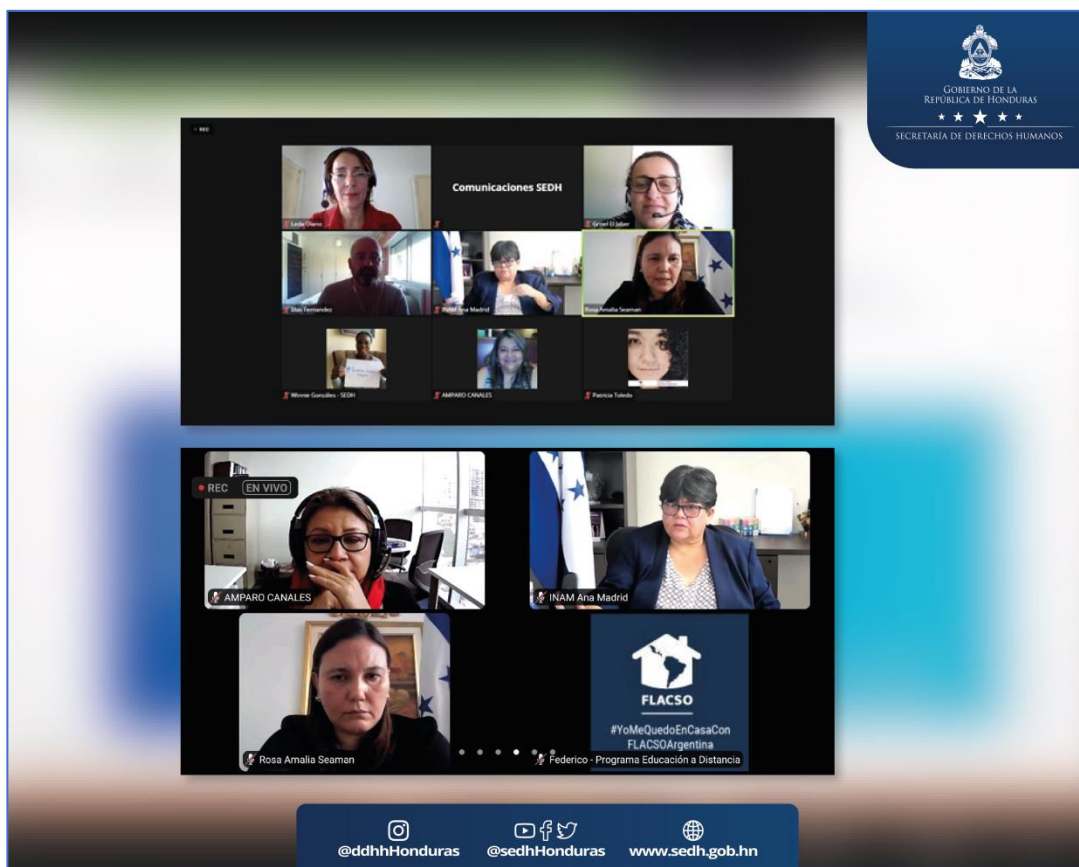 GOBIERNO DE LA
REPÚBLICA DE HONDURAS
SECRETARÍA DE DERECHOS HUMANOS
REC
Comunicaciones SEDH
Leda Olano
Grisel El Jaber
Elias Fernandez
INAM Ana Madrid
Rosa Amalia Seaman
Winnie Gonzáles - SEDH
AMPARO CANALES
Patricia Toledo
REC EN VIVO
AMPARO CANALES
INAM Ana Madrid
FLACSO
#YoMeQuedoEnCasaCon
FLACSOArgentina
Rosa Amalia Seaman
Federico - Programa Educación a Distancia
@ddhhHonduras
@sedhHonduras
www.sedh.gob.hn